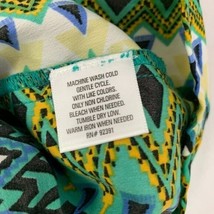 MACHINE WASH COLD
GENTLE CYCLE.
WITH LIKE COLORS.
ONLY NON CHLORINE
BLEACH WHEN NEEDED.
TUMBLE DRY LOW
WARM IRON WHEN NEEDED
RN# 92391